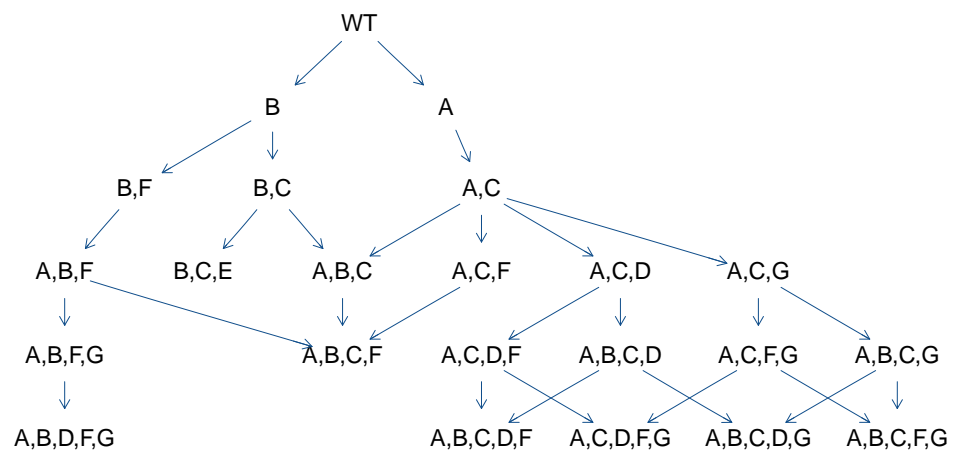 WT
B A
B,F B,C A,C
A,B,F B,C,E A,B,C A,C,F A,C,D A,C,G
A,B,F,G A,B,C,F A,C,D,F A,B,C,D A,C,F,G A,B,C,G
A,B,D,F,G A,B,C,D,F A,C,D,F,G A,B,C,D,G A,B,C,F,G